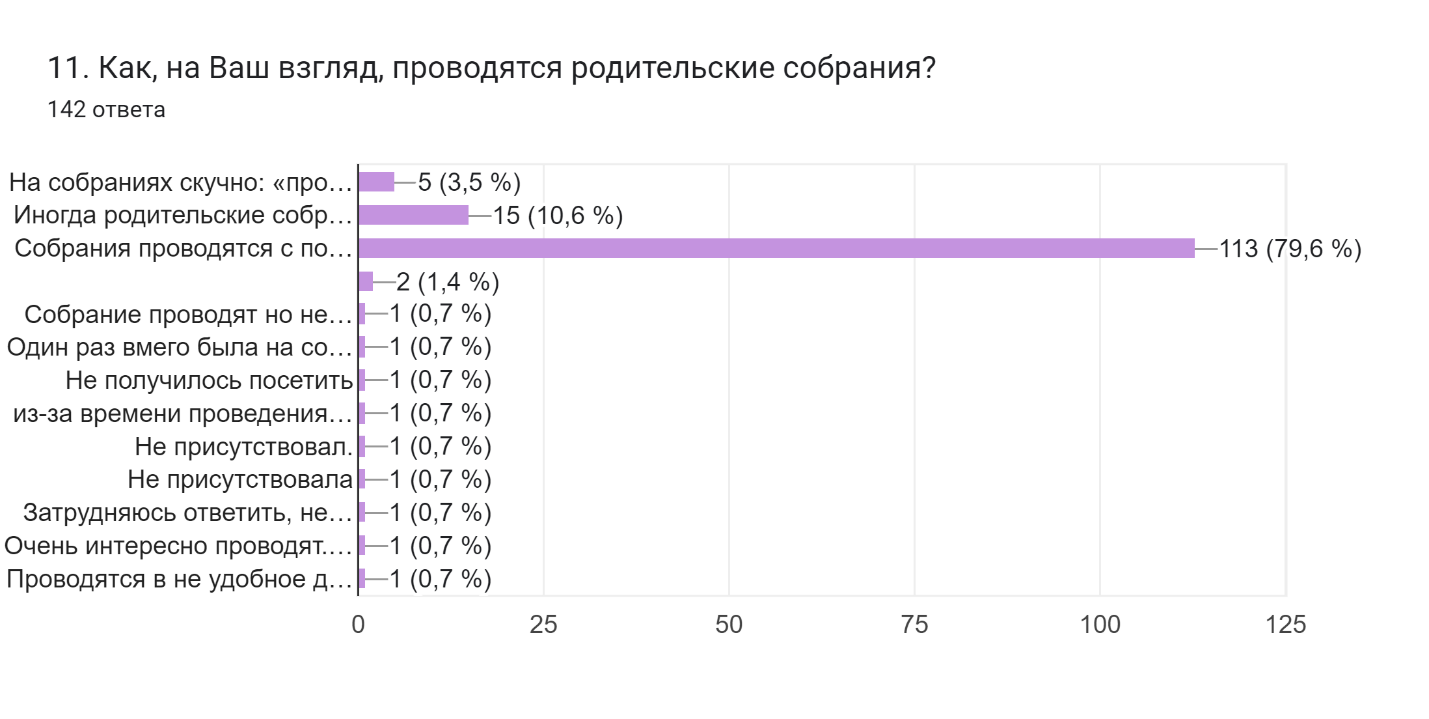 11. Как, на Ваш взгляд, проводятся родительские собрания?
142 ответа
На собраниях скучно: «про… 5 (3,5 %)
Иногда родительские собр… 15 (10,6 %)
Собрания проводятся с по… 113 (79,6 %)
2 (1,4 %)
Собрание проводят но не… 1 (0,7 %)
Один раз вмего была на со… 1 (0,7 %)
Не получилось посетить 1 (0,7 %)
из-за времени проведения… 1 (0,7 %)
Не присутствовал. 1 (0,7 %)
Не присутствовала 1 (0,7 %)
Затрудняюсь ответить, не… 1 (0,7 %)
Очень интересно проводят.… 1 (0,7 %)
Проводятся в не удобное д… 1 (0,7 %)
0 25 50 75 100 125